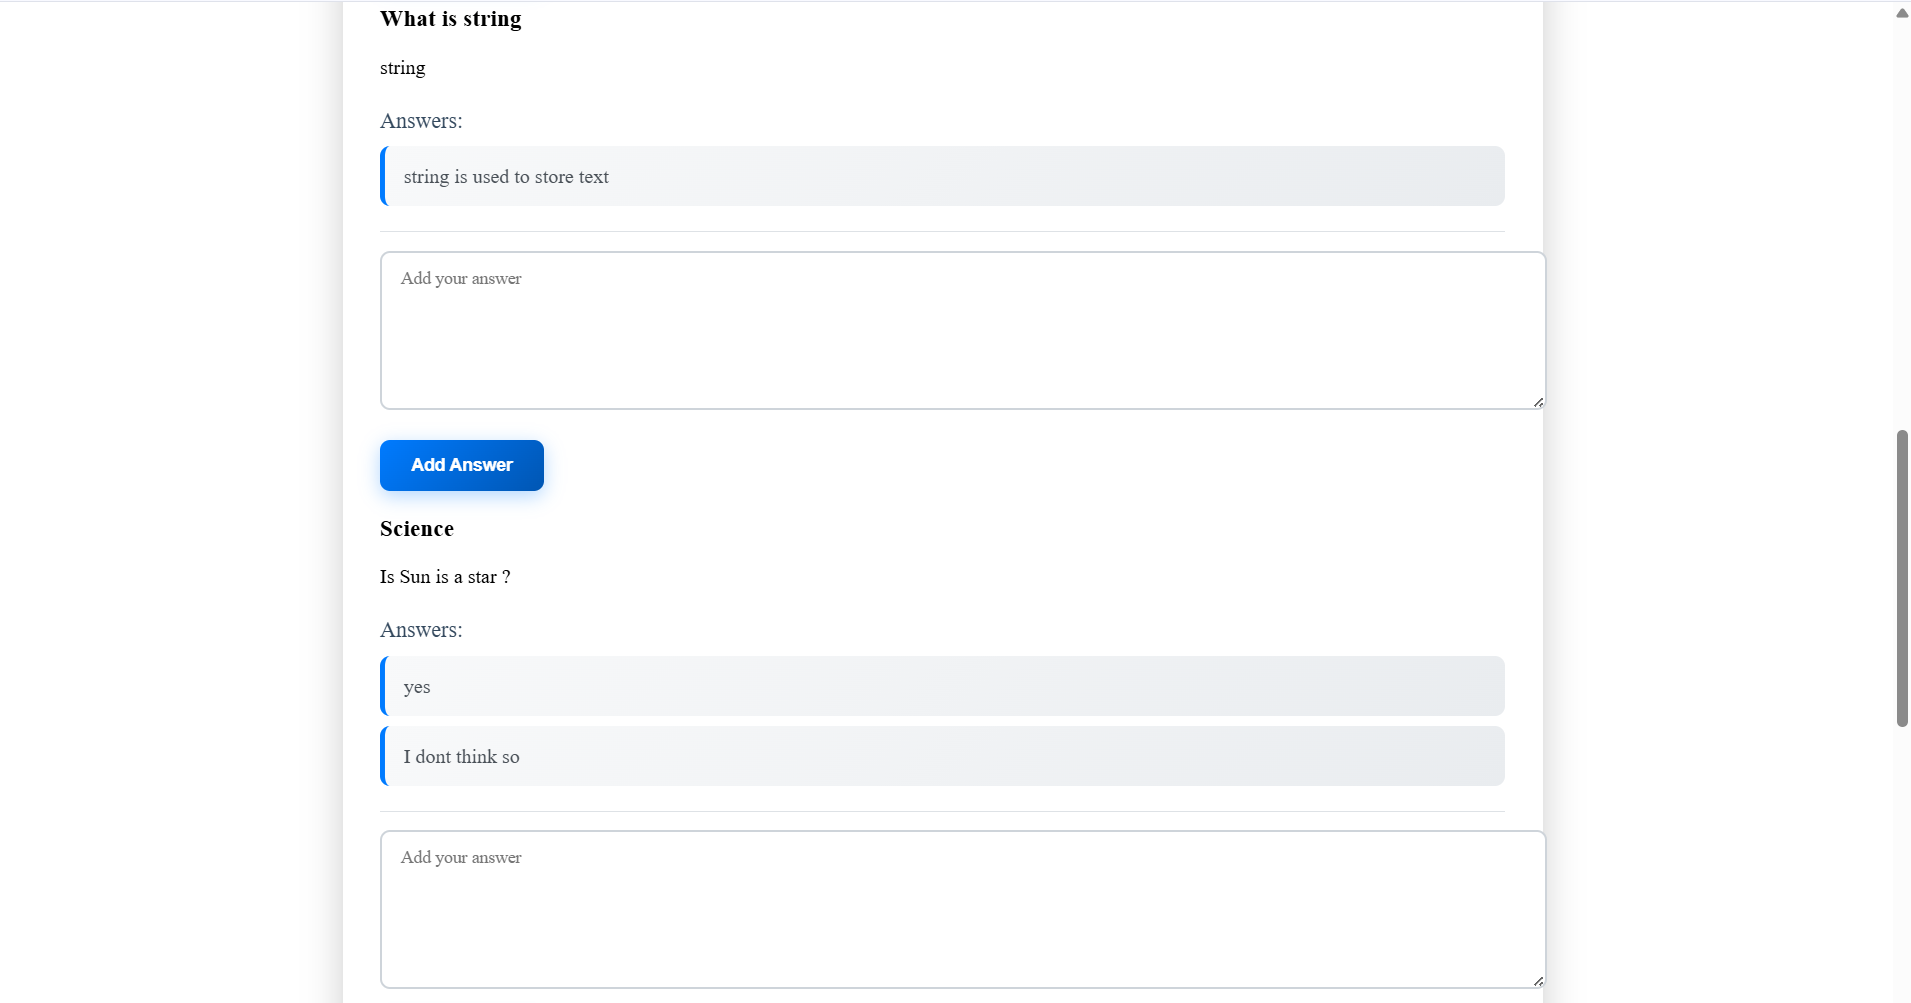 What is string
string
Answers:
string is used to store text
Add your answer
Add Answer
Science
Is Sun is a star ?
Answers:
yes
I dont think so
Add your answer